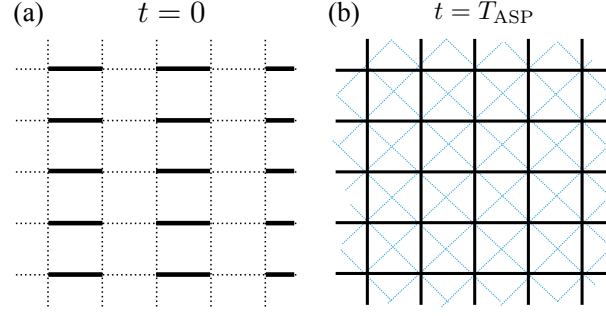 (a) t = 0
(b) t = T_ASP